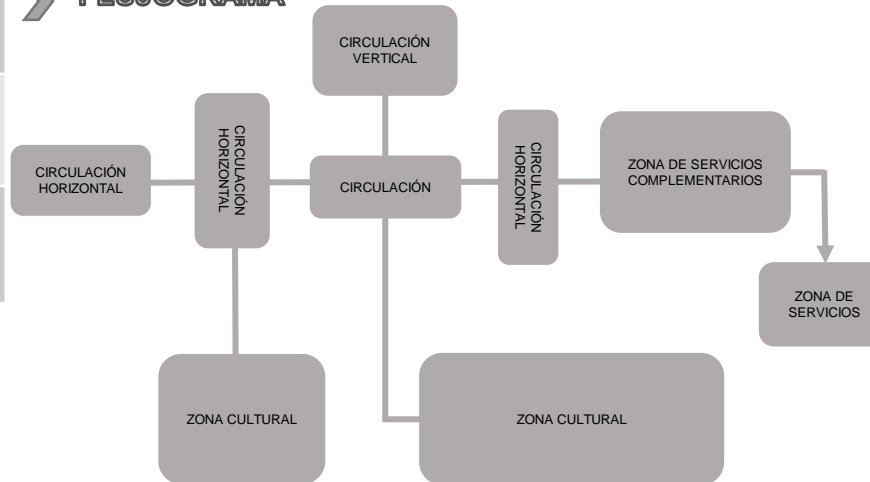 FLUJOGRAMA
CIRCULACIÓN
VERTICAL
CIRCULACIÓN
HORIZONTAL
CIRCULACIÓN
HORIZONTAL
CIRCULACIÓN
CIRCULACIÓN
HORIZONTAL
ZONA DE SERVICIOS
COMPLEMENTARIOS
ZONA DE
SERVICIOS
ZONA CULTURAL
ZONA CULTURAL